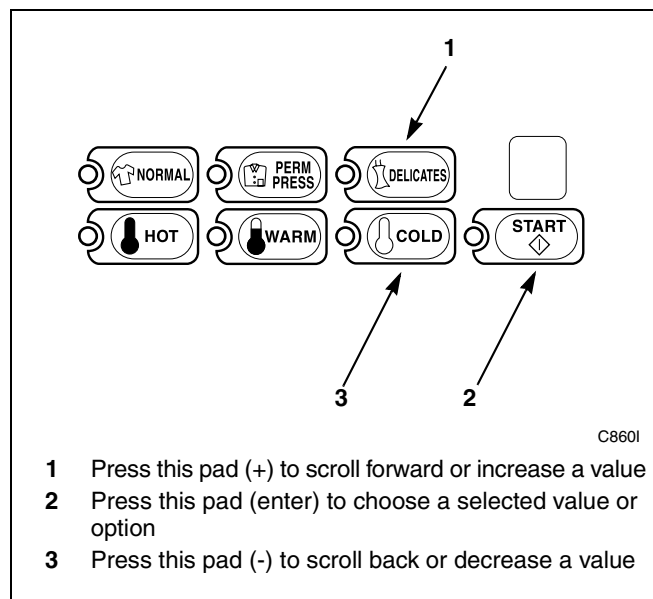 1
NORMAL
PERM
PRESS
DELICATES
HOT
WARM
COLD
START
3
2
C860I
1 Press this pad (+) to scroll forward or increase a value
2 Press this pad (enter) to choose a selected value or
option
3 Press this pad (-) to scroll back or decrease a value